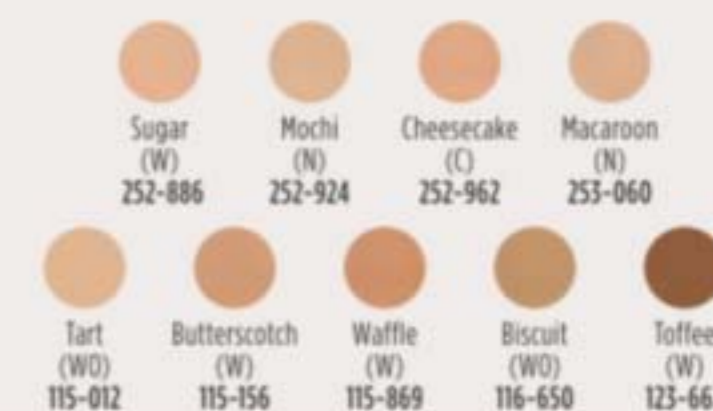 Sugar Mochi Cheesecake Macaroon
(W) (N) (C) (N)
252-886 252-924 252-962 253-060
Tart Butterscotch Waffle Biscuit Toffee
(WO) (W) (W) (WO) (W)
115-012 115-156 115-869 116-650 123-66